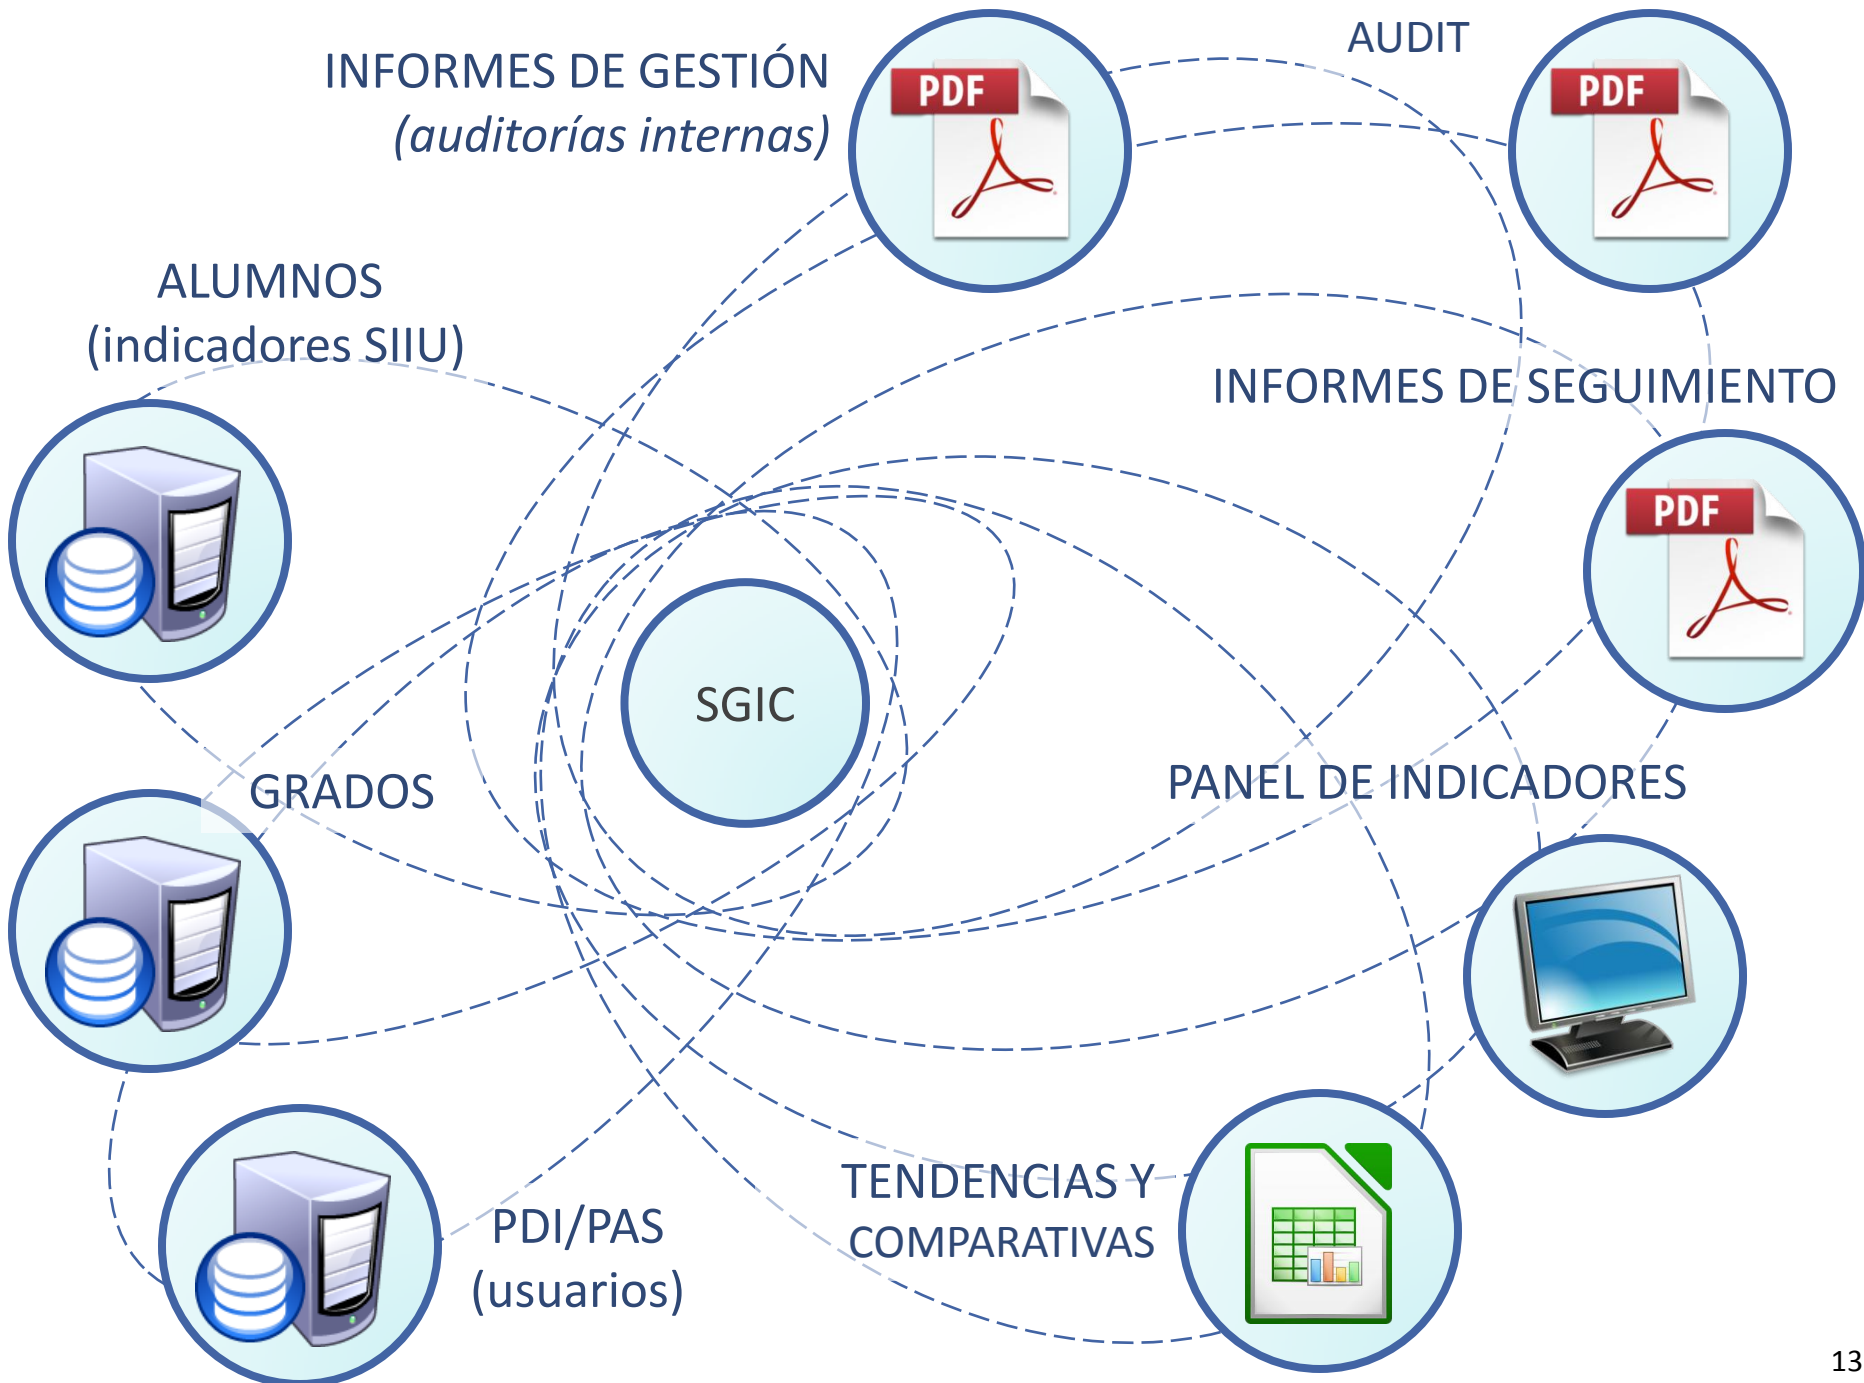 INFORMES DE GESTIÓN
(auditorías internas)
PDF
AUDIT
PDF
ALUMNOS
(indicadores SIIU)
INFORMES DE SEGUIMIENTO
PDF
SGIC
GRADOS
PANEL DE INDICADORES
TENDENCIAS Y
COMPARATIVAS
PDI/PAS
(usuarios)
13